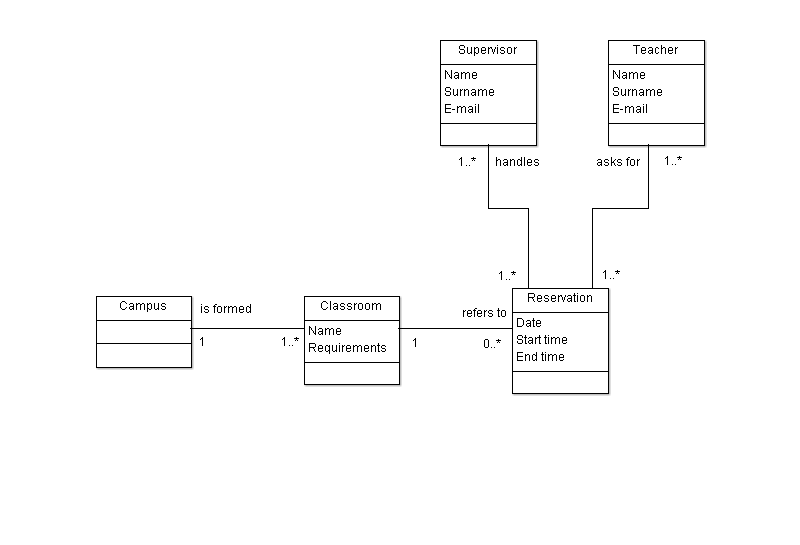 Supervisor
Name
Surname
E-mail
Teacher
Name
Surname
E-mail
1..*
handles
asks for
1..*
1..*
1..*
Campus
is formed
1
1..*
Classroom
Name
Requirements
refers to
1
0..*
Reservation
Date
Start time
End time